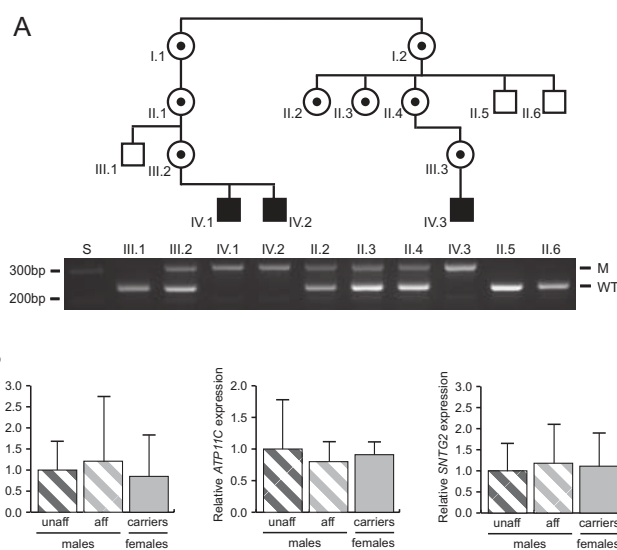 A
I.1
I.2
II.1
II.2
II.3
II.4
II.5
II.6
III.1
III.2
III.3
IV.1
IV.2
IV.3
S III.1 III.2 IV.1 IV.2 II.2 II.3 II.4 IV.3 II.5 II.6
300bp
M
200bp
WT
3.0
2.5
2.0
1.5
1.0
0.5
0.0
unaff aff carriers
males females
Relative ATP11C expression
2.0
1.5
1.0
0.5
0.0
unaff aff carriers
males females
Relative SNTG2 expression
3.0
2.5
2.0
1.5
1.0
0.5
0.0
unaff aff carriers
males females